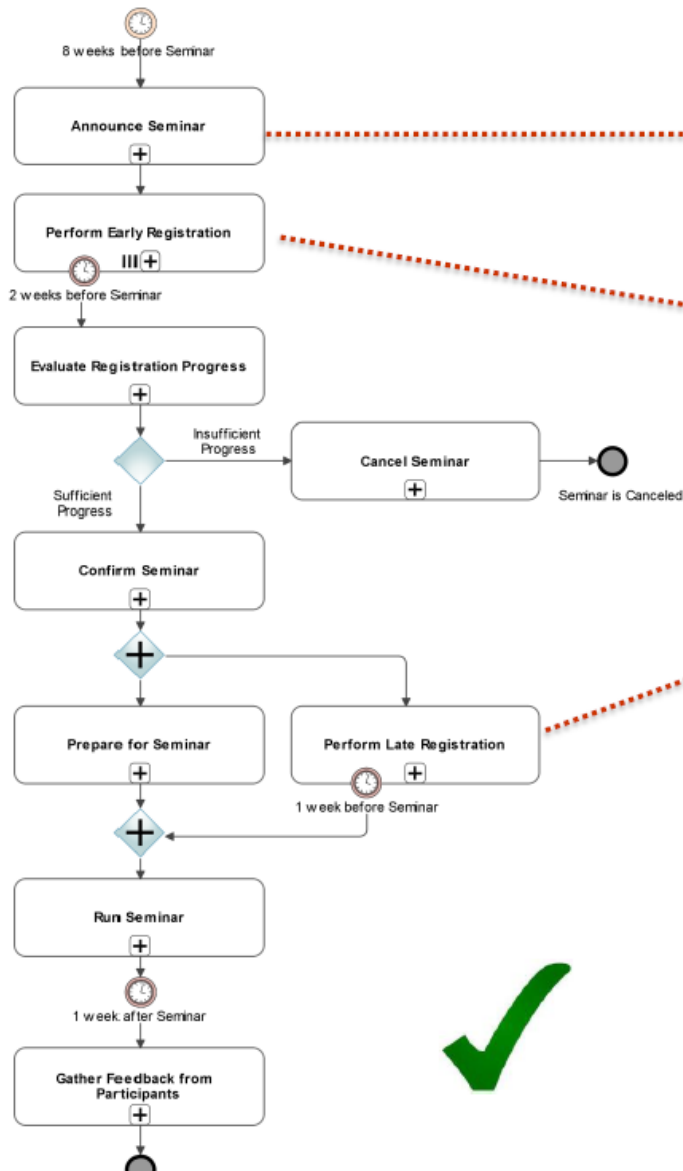 8 weeks before Seminar
Announce Seminar
Perform Early Registration
2 weeks before Seminar
Evaluate Registration Progress
Insufficient
Progress
Cancel Seminar
Seminar is Canceled
Sufficient
Progress
Confirm Seminar
Prepare for Seminar
Perform Late Registration
1 week before Seminar
Run Seminar
1 week after Seminar
Gather Feedback from
Participants